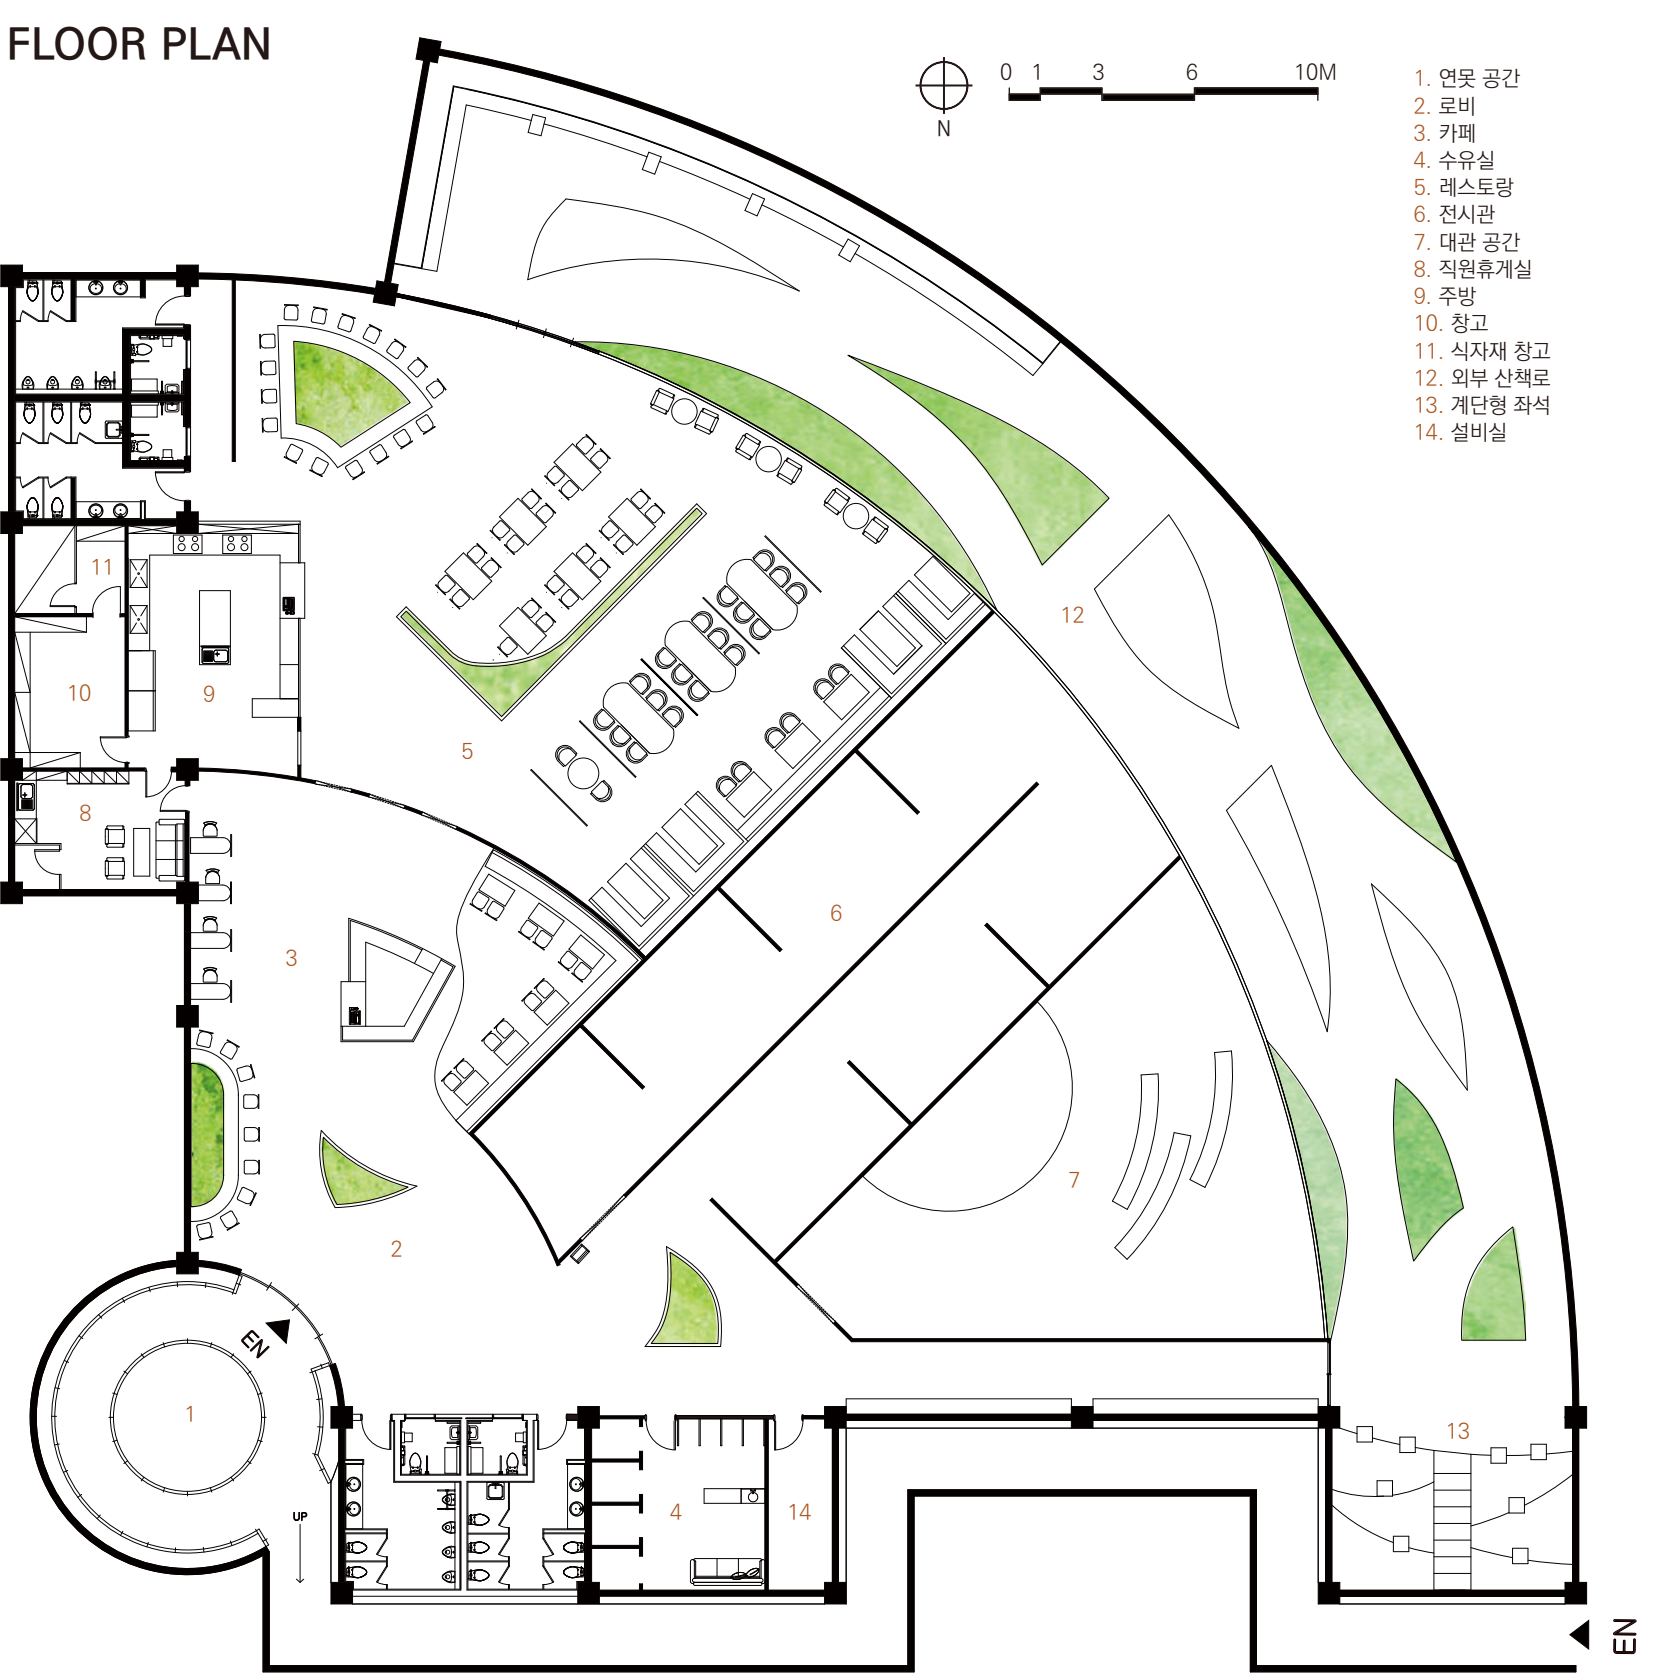 FLOOR PLAN
0 1 3 6 10M
N
1. 연못 공간
2. 로비
3. 카페
4. 수유실
5. 레스토랑
6. 전시관
7. 대관 공간
8. 직원휴게실
9. 주방
10. 창고
11. 식자재 창고
12. 외부 산책로
13. 계단형 좌석
14. 설비실
11
12
10
9
5
8
6
3
7
2
EN
1
13
UP
4
14
EN